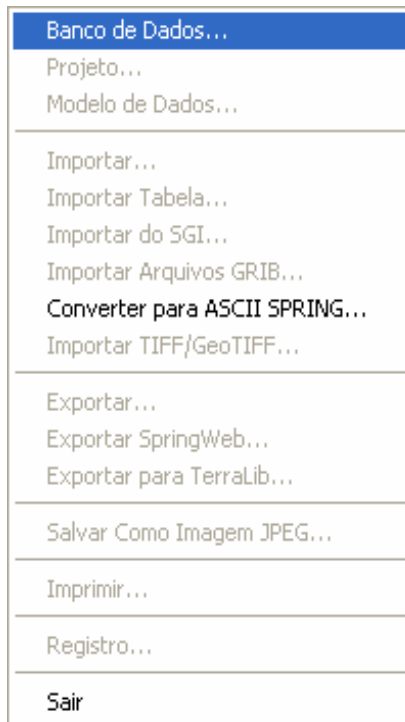 Banco de Dados...
Projeto...
Modelo de Dados...
Importar...
Importar Tabela...
Importar do SGI...
Importar Arquivos GRIB...
Converter para ASCII SPRING...
Importar TIFF/GeoTIFF...
Exportar...
Exportar SpringWeb...
Exportar para TerraLib...
Salvar Como Imagem JPEG...
Imprimir...
Registro...
Sair